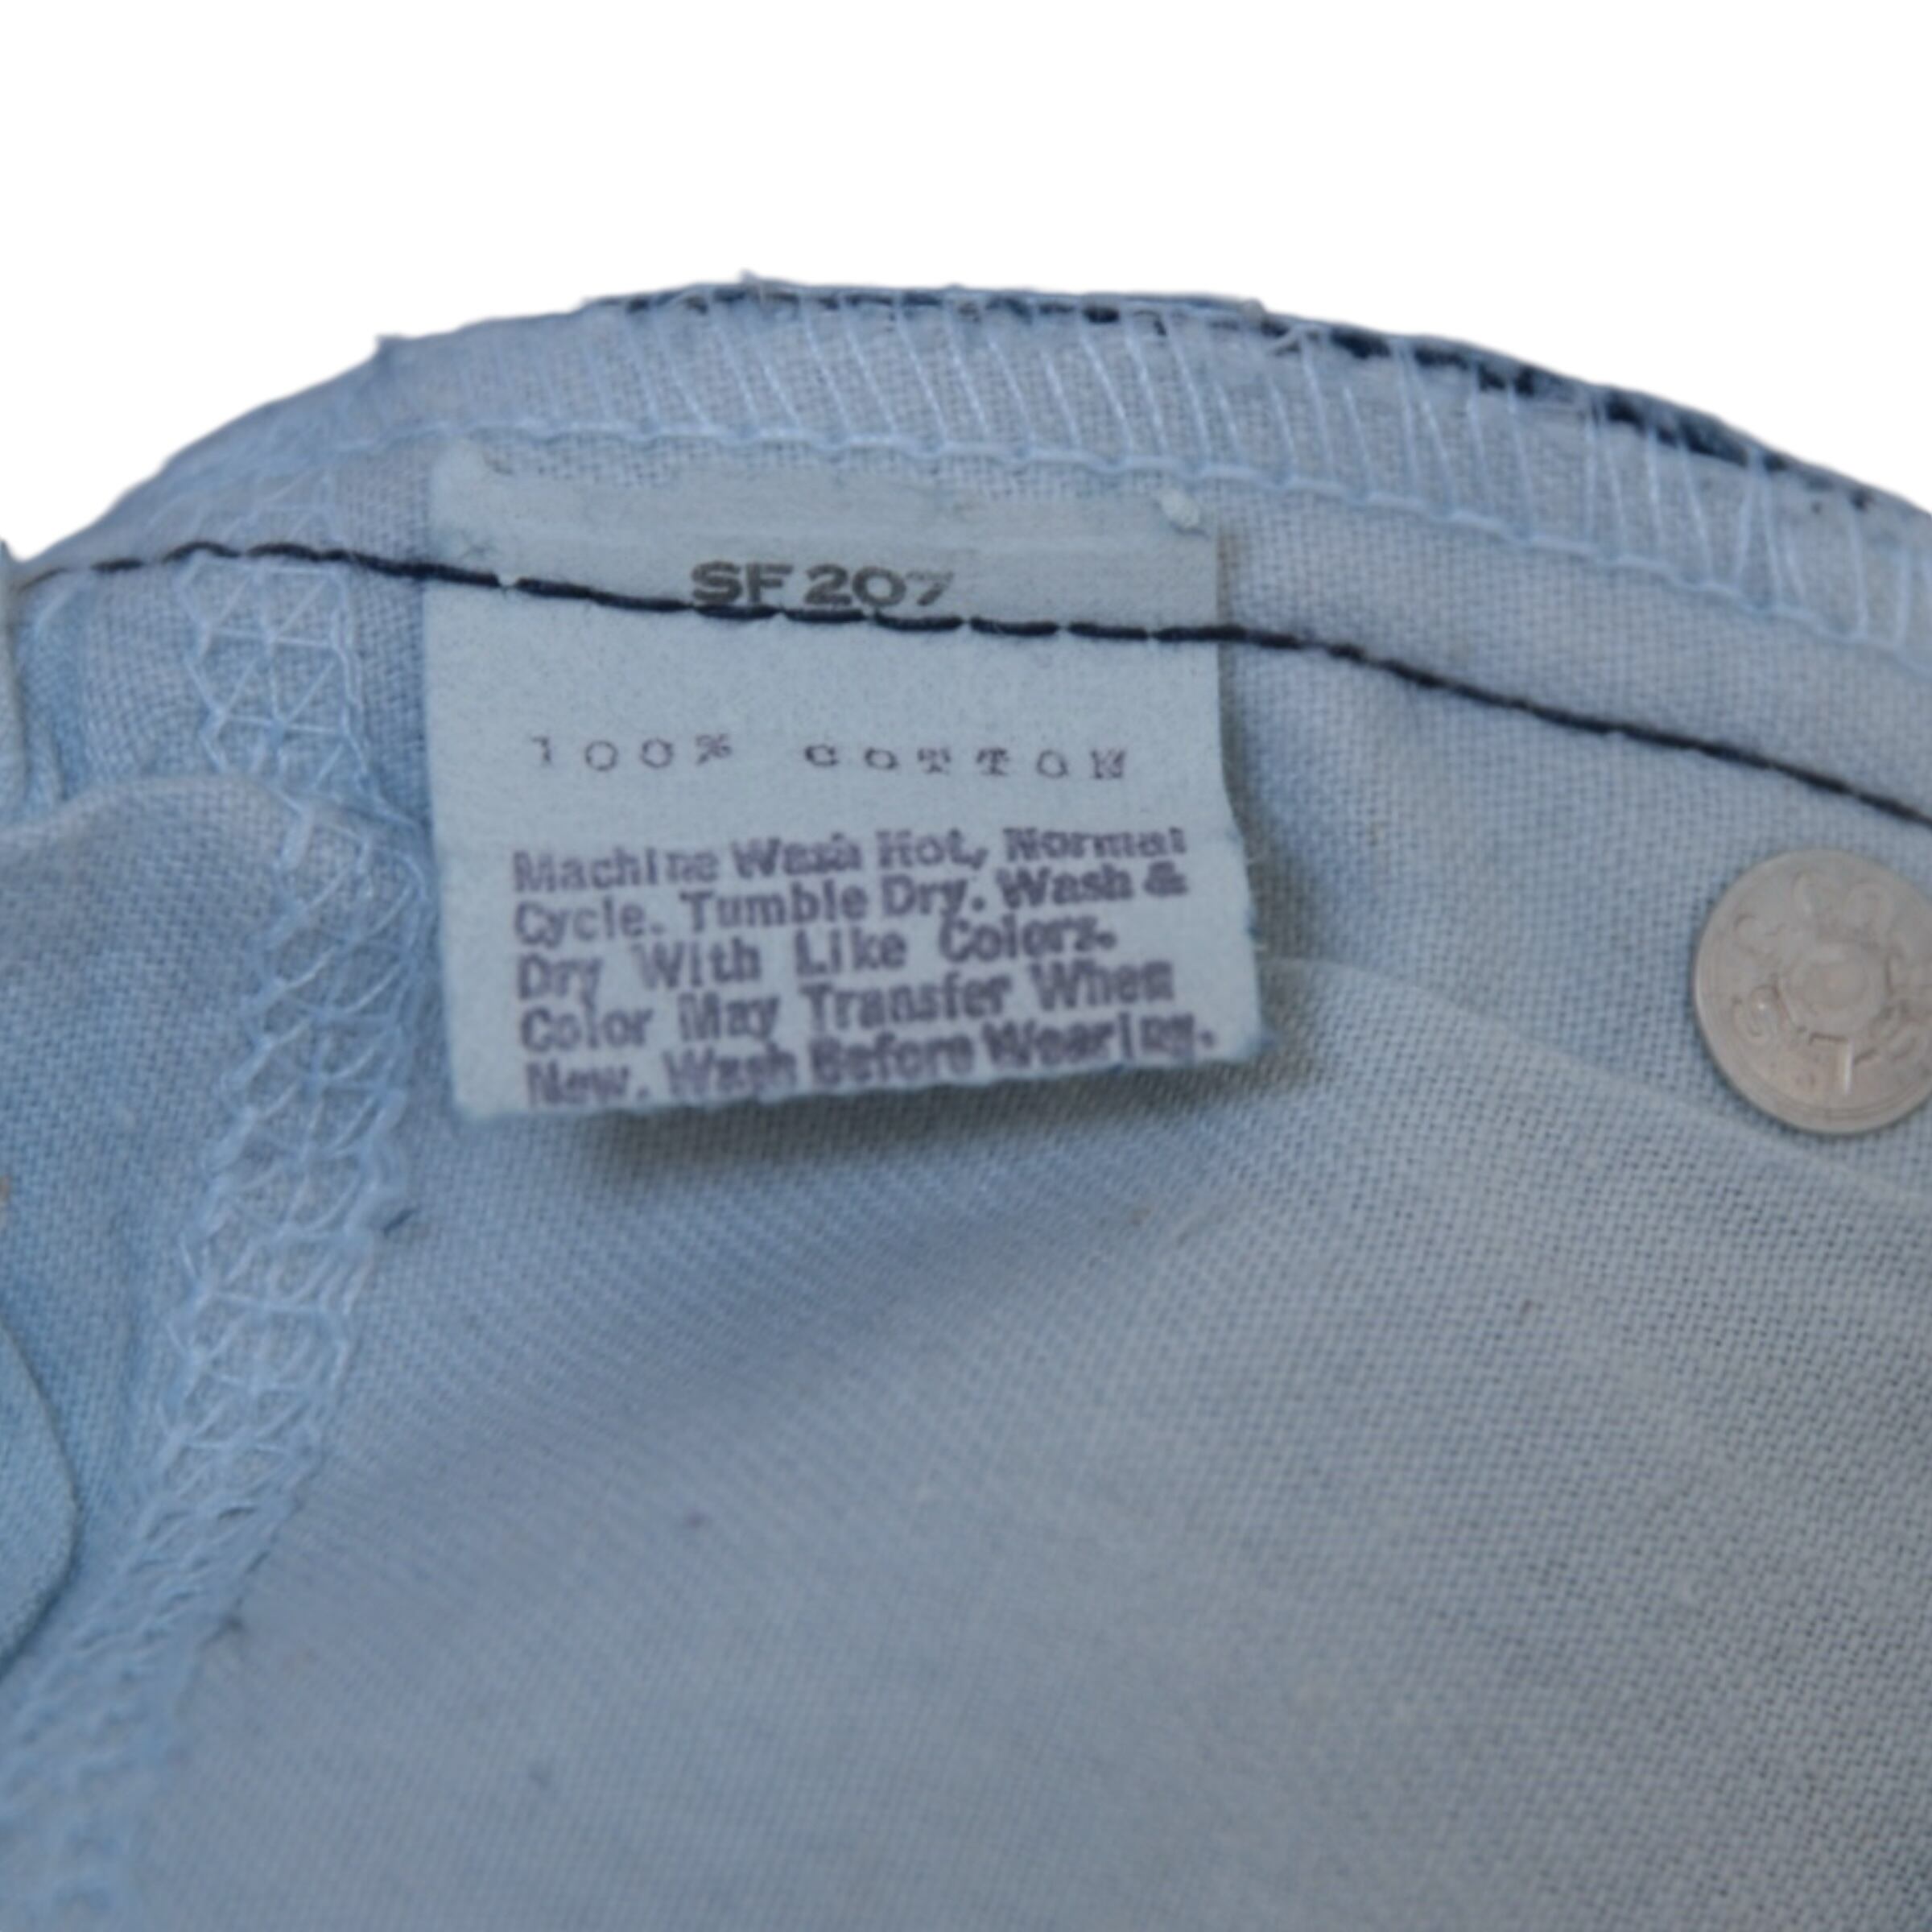 SF 207
100% COTTON
Machine Wash Hot, Normal
Cycle. Tumble Dry. Wash &
Dry With Like Colors.
Color May Transfer When
New. Wash Before Wearing.